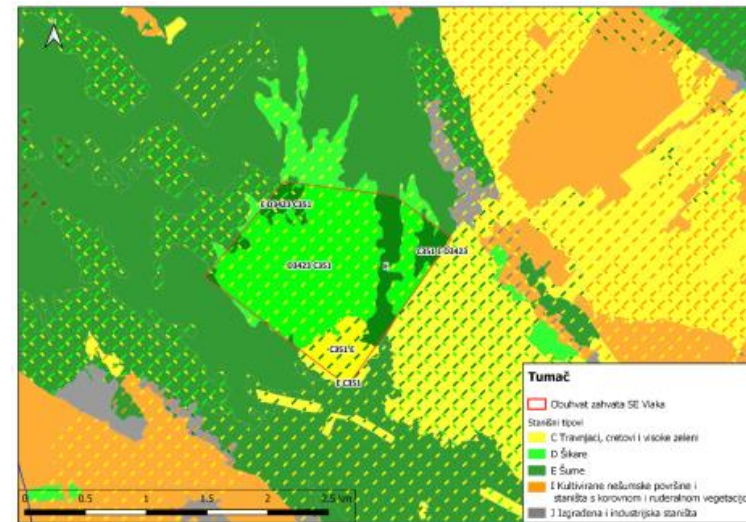 E D3423 C351
C351 E D3423
D3423 C351
E
C351 E
E C351
Tumač
Obuhvat zahvata SE Vlaka
Stanišni tipovi
C Travnjaci, cretovi i visoke zeleni
D Šikare
E Šume
I Kultivirane nešumske površine i
staništa s korovnom i ruderalnom vegetacijo
J Izgrađena i industrijska staništa
0 0.5 1 1.5 2 2.5 km